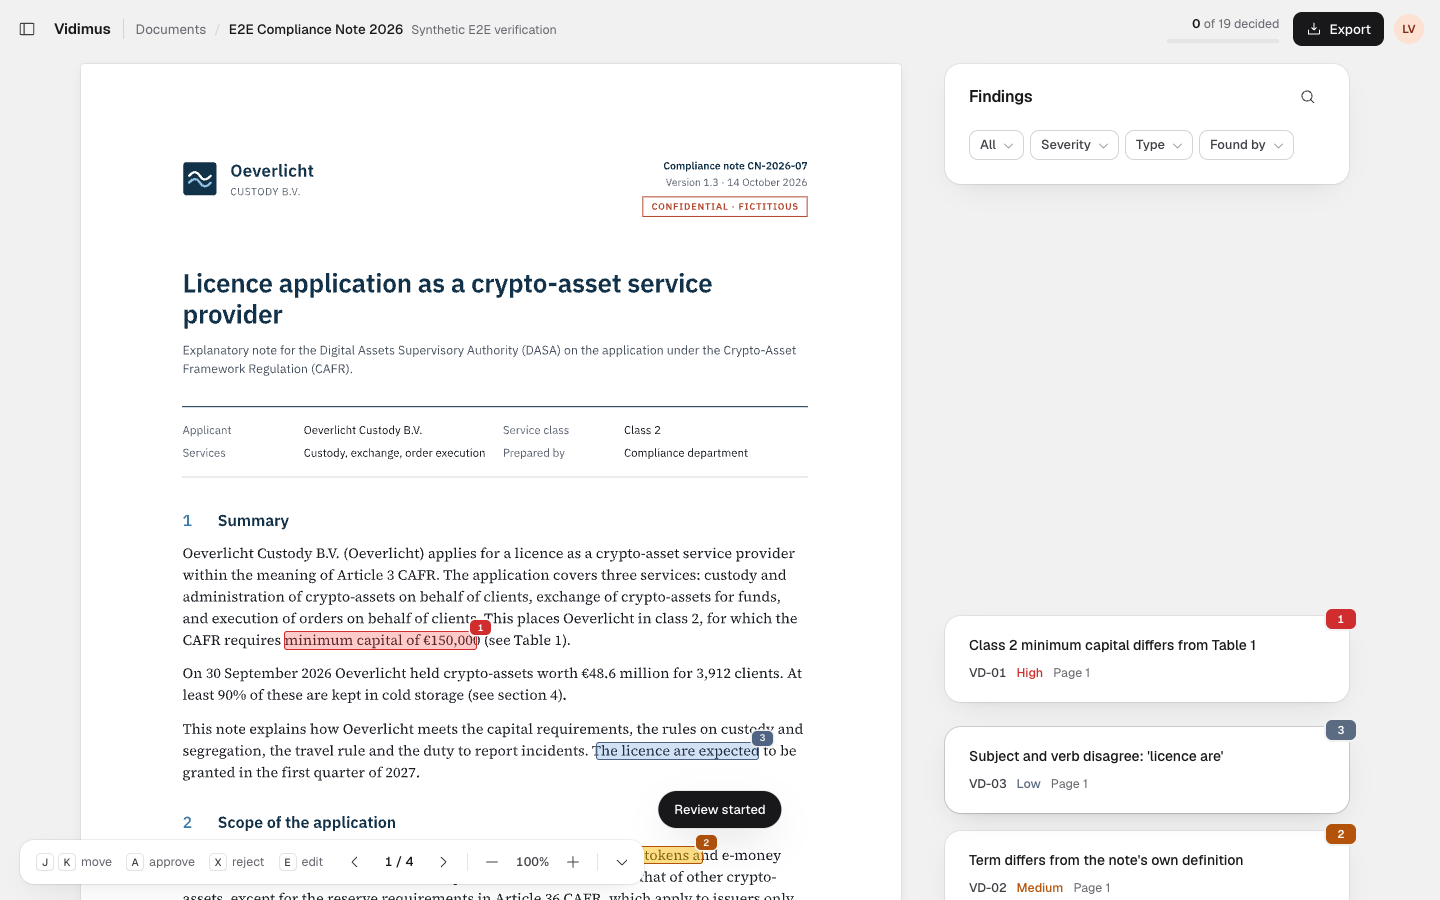 Vidimus
Documents / E2E Compliance Note 2026 Synthetic E2E verification
0 of 19 decided
Export
LV
Oeverlicht
CUSTODY B.V.
Compliance note CN-2026-07
Version 1.3 · 14 October 2026
CONFIDENTIAL · FICTITIOUS
Licence application as a crypto-asset service
provider
Explanatory note for the Digital Assets Supervisory Authority (DASA) on the application under the Crypto-Asset
Framework Regulation (CAFR).
Applicant Oeverlicht Custody B.V. Service class Class 2
Services Custody, exchange, order execution Prepared by Compliance department
1 Summary
Oeverlicht Custody B.V. (Oeverlicht) applies for a licence as a crypto-asset service provider
within the meaning of Article 3 CAFR. The application covers three services: custody and
administration of crypto-assets on behalf of clients, exchange of crypto-assets for funds,
and execution of orders on behalf of clients. This places Oeverlicht in class 2, for which the
1
CAFR requires minimum capital of €150,000 (see Table 1).
On 30 September 2026 Oeverlicht held crypto-assets worth €48.6 million for 3,912 clients. At
least 90% of these are kept in cold storage (see section 4).
This note explains how Oeverlicht meets the capital requirements, the rules on custody and
3
segregation, the travel rule and the duty to report incidents. The licence are expected to be
granted in the first quarter of 2027.
Review started
2 Scope of the application
2
tokens and e-money
that of other crypto-
assets, except for the reserve requirements in Article 36 CAFR, which apply to issuers only.
J K move A approve X reject E edit 1 / 4 100%
Findings
All Severity Type Found by
1
Class 2 minimum capital differs from Table 1
VD-01 High Page 1
3
Subject and verb disagree: 'licence are'
VD-03 Low Page 1
2
Term differs from the note's own definition
VD-02 Medium Page 1